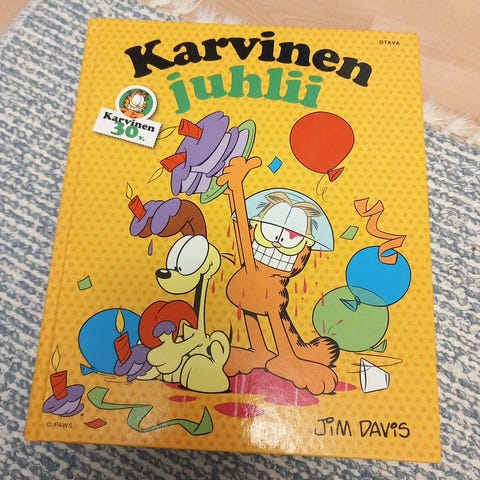 Karvinen
OTAVA
juhlii
Karvinen
30 v.
JIM DAVIS
© PAWS